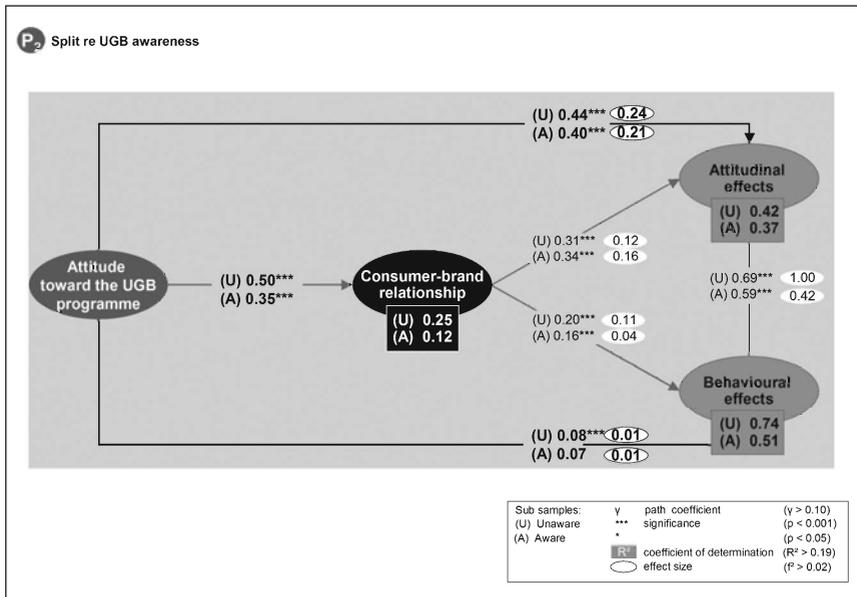 P₂ Split re UGB awareness
(U) 0.44*** 0.24
(A) 0.40*** 0.21
Attitudinal
effects
(U) 0.42
(A) 0.37
(U) 0.31*** 0.12
(A) 0.34*** 0.16
Attitude
toward the UGB
programme
(U) 0.50***
(A) 0.35***
Consumer-brand
relationship
(U) 0.25
(A) 0.12
(U) 0.69*** 1.00
(A) 0.59*** 0.42
(U) 0.20*** 0.11
(A) 0.16*** 0.04
Behavioural
effects
(U) 0.74
(A) 0.51
(U) 0.08*** 0.01
(A) 0.07 0.01
Sub samples: γ path coefficient (γ > 0.10)
(U) Unaware *** significance (p < 0.001)
(A) Aware * (p < 0.05)
R² coefficient of determination (R² > 0.19)
effect size (f² > 0.02)